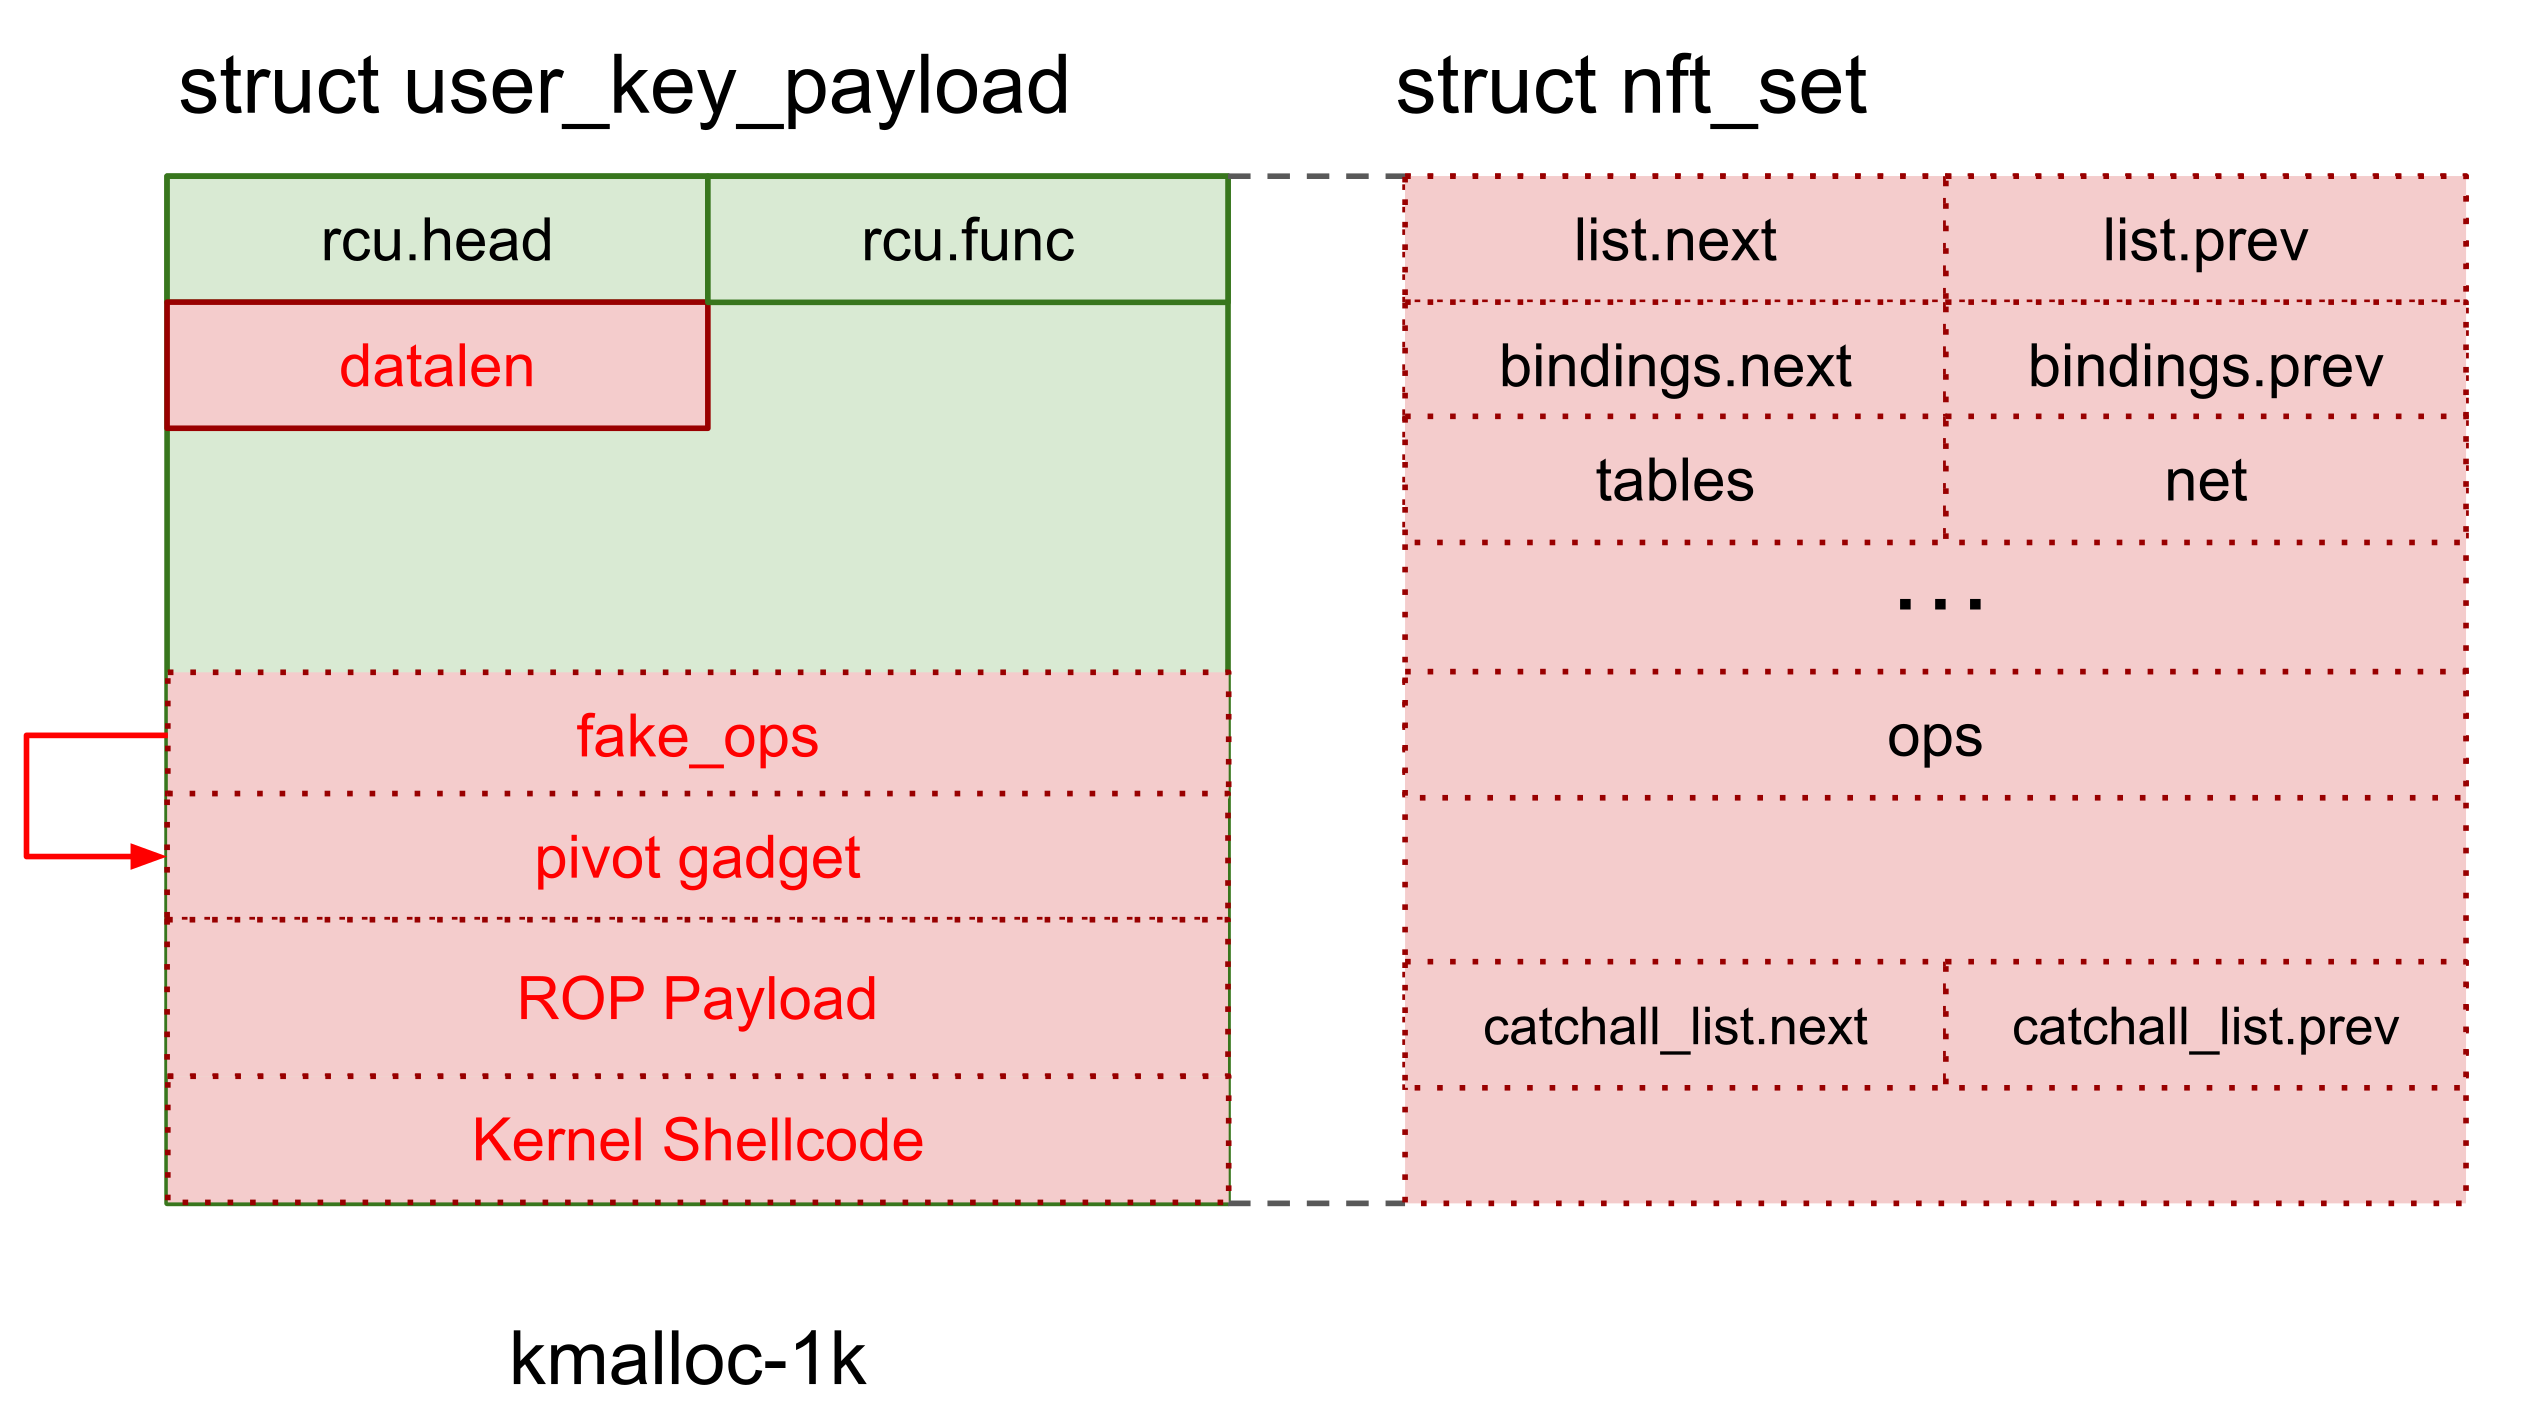 struct user_key_payload
struct nft_set
rcu.head
rcu.func
datalen
fake_ops
pivot gadget
ROP Payload
Kernel Shellcode
list.next
list.prev
bindings.next
bindings.prev
tables
net
...
ops
catchall_list.next
catchall_list.prev
kmalloc-1k